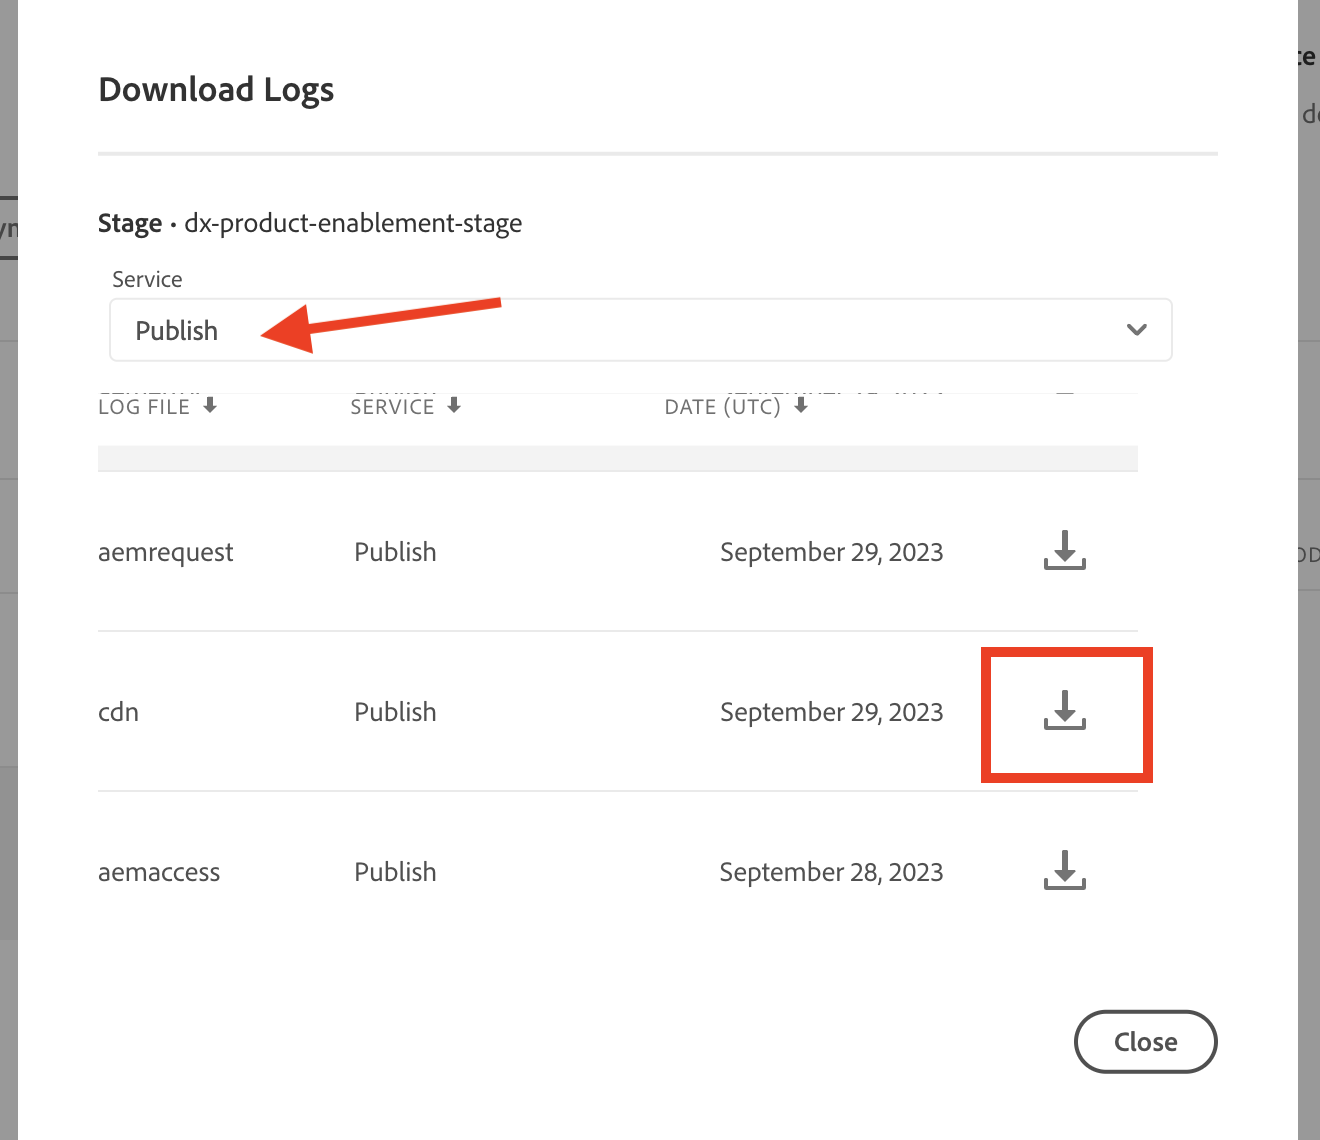 Download Logs
Stage · dx-product-enablement-stage
Service
Publish
LOG FILE SERVICE DATE (UTC)
aemrequest Publish September 29, 2023
cdn Publish September 29, 2023
aemaccess Publish September 28, 2023
Close